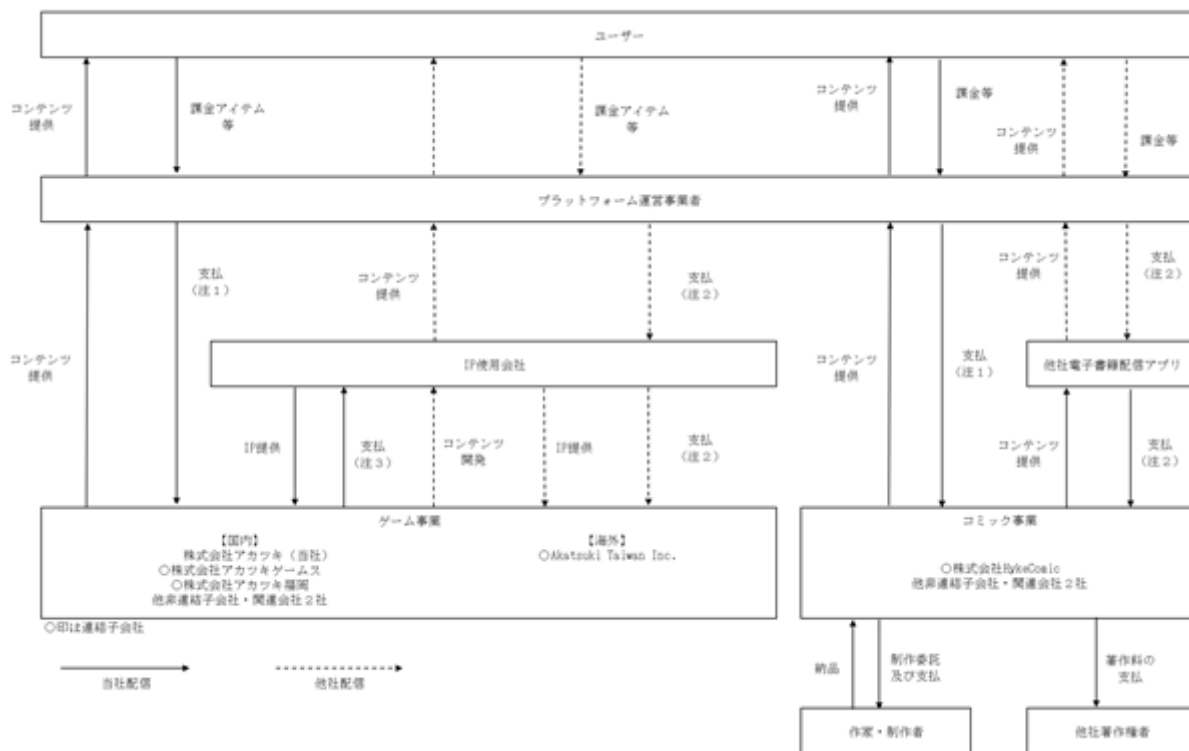 ユーザー
コンテンツ
提供
課金アイテム
等
課金アイテム
等
コンテンツ
提供
課金等
コンテンツ
提供
課金等
プラットフォーム運営事業者
支払
(注1)
コンテンツ
提供
支払
(注2)
コンテンツ
提供
コンテンツ
提供
支払
(注2)
コンテンツ
提供
IP使用会社
コンテンツ
提供
支払
(注1)
他社電子書籍配信アプリ
IP提供
支払
(注3)
コンテンツ
開発
IP提供
支払
(注2)
コンテンツ
提供
支払
(注2)
ゲーム事業
【国内】
株式会社アカツキ(当社)
○株式会社アカツキゲームス
○株式会社アカツキ福岡
他非連結子会社・関連会社2社
【海外】
○Akatsuki Taiwan Inc.
コミック事業
○株式会社HykeComic
他非連結子会社・関連会社2社
○印は連結子会社
当社配信
他社配信
納品
制作委託
及び支払
著作料の
支払
作家・制作者
他社著作権者